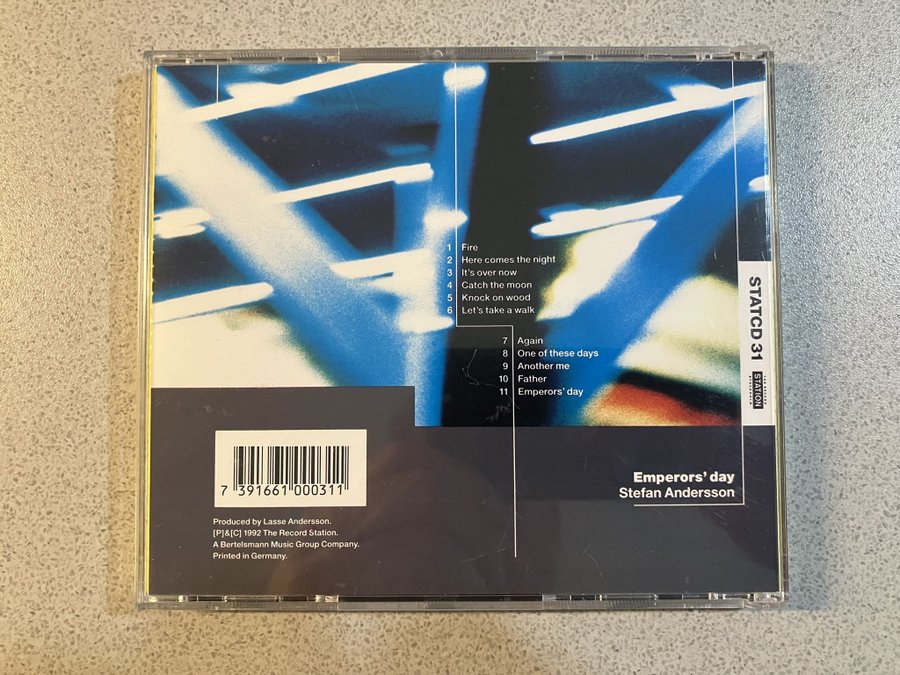 1 Fire
2 Here comes the night
3 It's over now
4 Catch the moon
5 Knock on wood
6 Let's take a walk
7 Again
8 One of these days
9 Another me
10 Father
11 Emperors' day
STATCD 31
STATION
Emperors' day
Stefan Andersson
7 391661 000311
Produced by Lasse Andersson.
[P]&[C] 1992 The Record Station.
A Bertelsmann Music Group Company.
Printed in Germany.